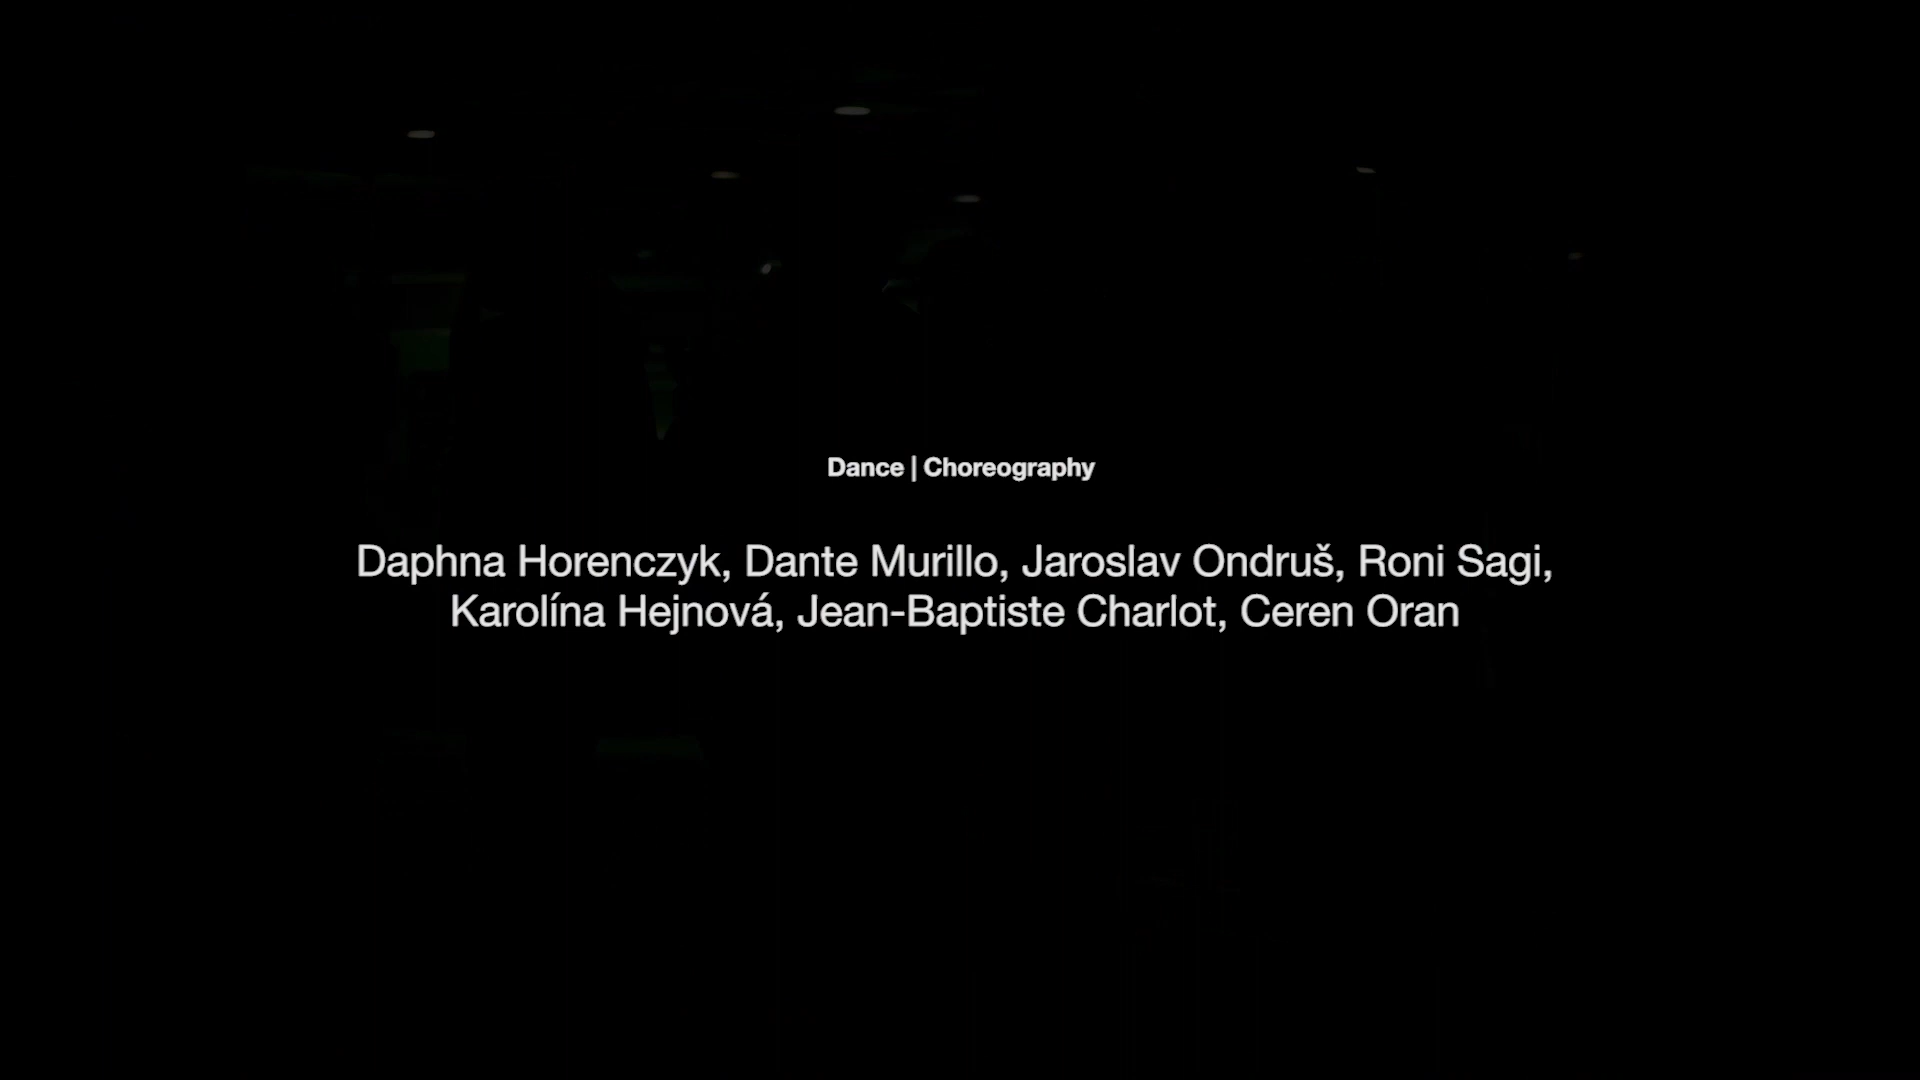 Dance | Choreography
Daphna Horenczyk, Dante Murillo, Jaroslav Ondruš, Roni Sagi,
Karolína Hejnová, Jean-Baptiste Charlot, Ceren Oran